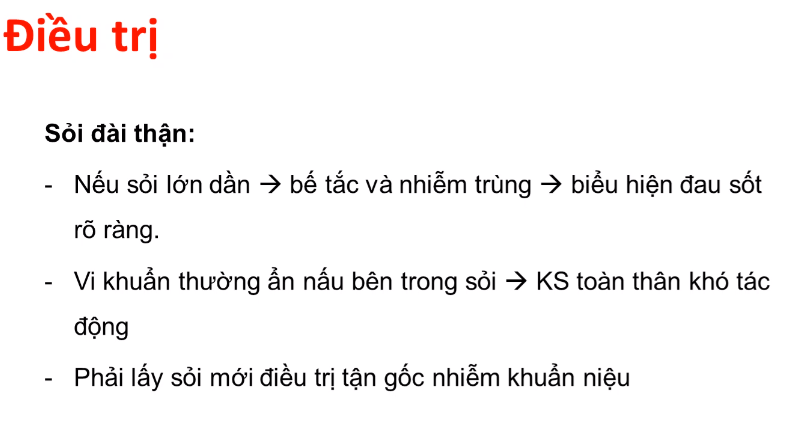 Điều trị
Sỏi đài thận:
- Nếu sỏi lớn dần → bế tắc và nhiễm trùng → biểu hiện đau sốt
rõ ràng.
- Vi khuẩn thường ẩn nấu bên trong sỏi → KS toàn thân khó tác
động
- Phải lấy sỏi mới điều trị tận gốc nhiễm khuẩn niệu